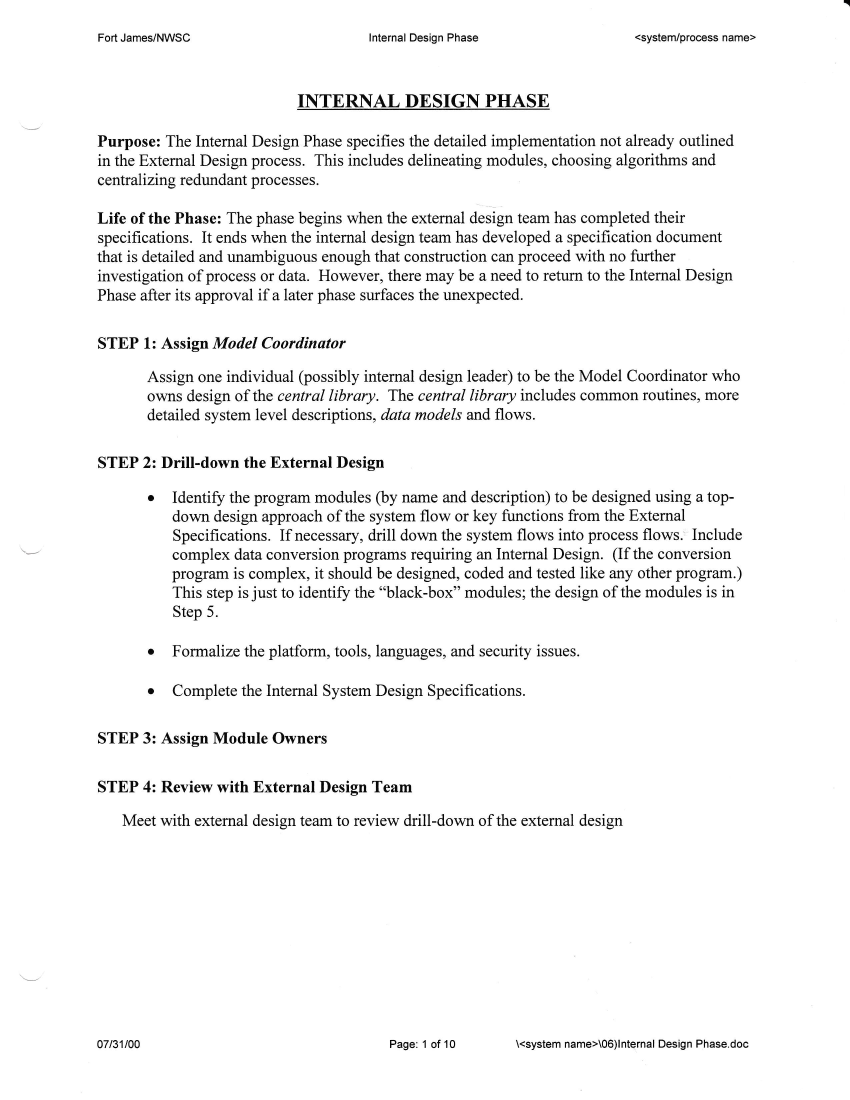 Fort James/NWSC Internal Design Phase <system/process name>
INTERNAL DESIGN PHASE
Purpose: The Internal Design Phase specifies the detailed implementation not already outlined
in the External Design process. This includes delineating modules, choosing algorithms and
centralizing redundant processes.
Life of the Phase: The phase begins when the external design team has completed their
specifications. It ends when the internal design team has developed a specification document
that is detailed and unambiguous enough that construction can proceed with no further
investigation of process or data. However, there may be a need to return to the Internal Design
Phase after its approval if a later phase surfaces the unexpected.
STEP 1: Assign Model Coordinator
Assign one individual (possibly internal design leader) to be the Model Coordinator who
owns design of the central library. The central library includes common routines, more
detailed system level descriptions, data models and flows.
STEP 2: Drill-down the External Design
• Identify the program modules (by name and description) to be designed using a top-
down design approach of the system flow or key functions from the External
Specifications. If necessary, drill down the system flows into process flows. Include
complex data conversion programs requiring an Internal Design. (If the conversion
program is complex, it should be designed, coded and tested like any other program.)
This step is just to identify the “black-box” modules; the design of the modules is in
Step 5.
• Formalize the platform, tools, languages, and security issues.
• Complete the Internal System Design Specifications.
STEP 3: Assign Module Owners
STEP 4: Review with External Design Team
Meet with external design team to review drill-down of the external design
07/31/00 Page: 1 of 10 \<system name>\06)Internal Design Phase.doc